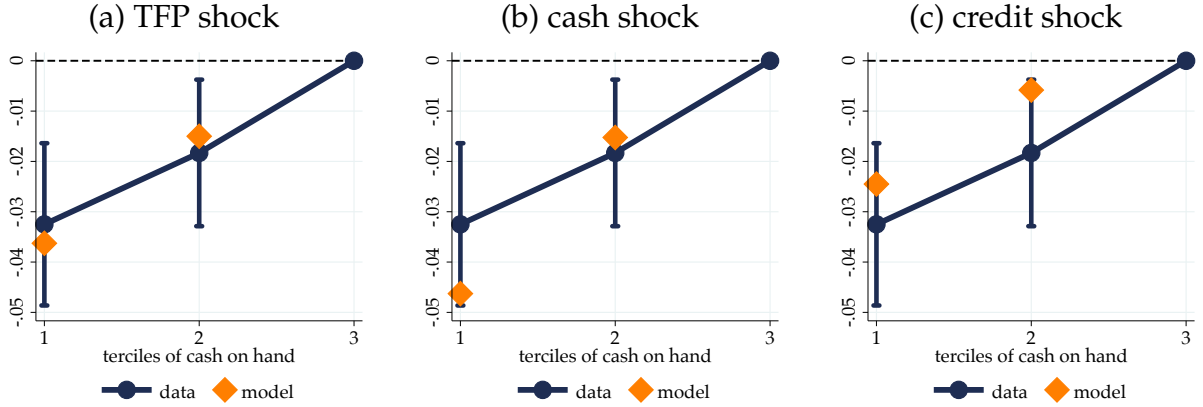 (a) TFP shock
0
-.01
-.02
-.03
-.04
-.05
1 2 3
terciles of cash on hand
data model
(b) cash shock
0
-.01
-.02
-.03
-.04
-.05
1 2 3
terciles of cash on hand
data model
(c) credit shock
0
-.01
-.02
-.03
-.04
-.05
1 2 3
terciles of cash on hand
data model